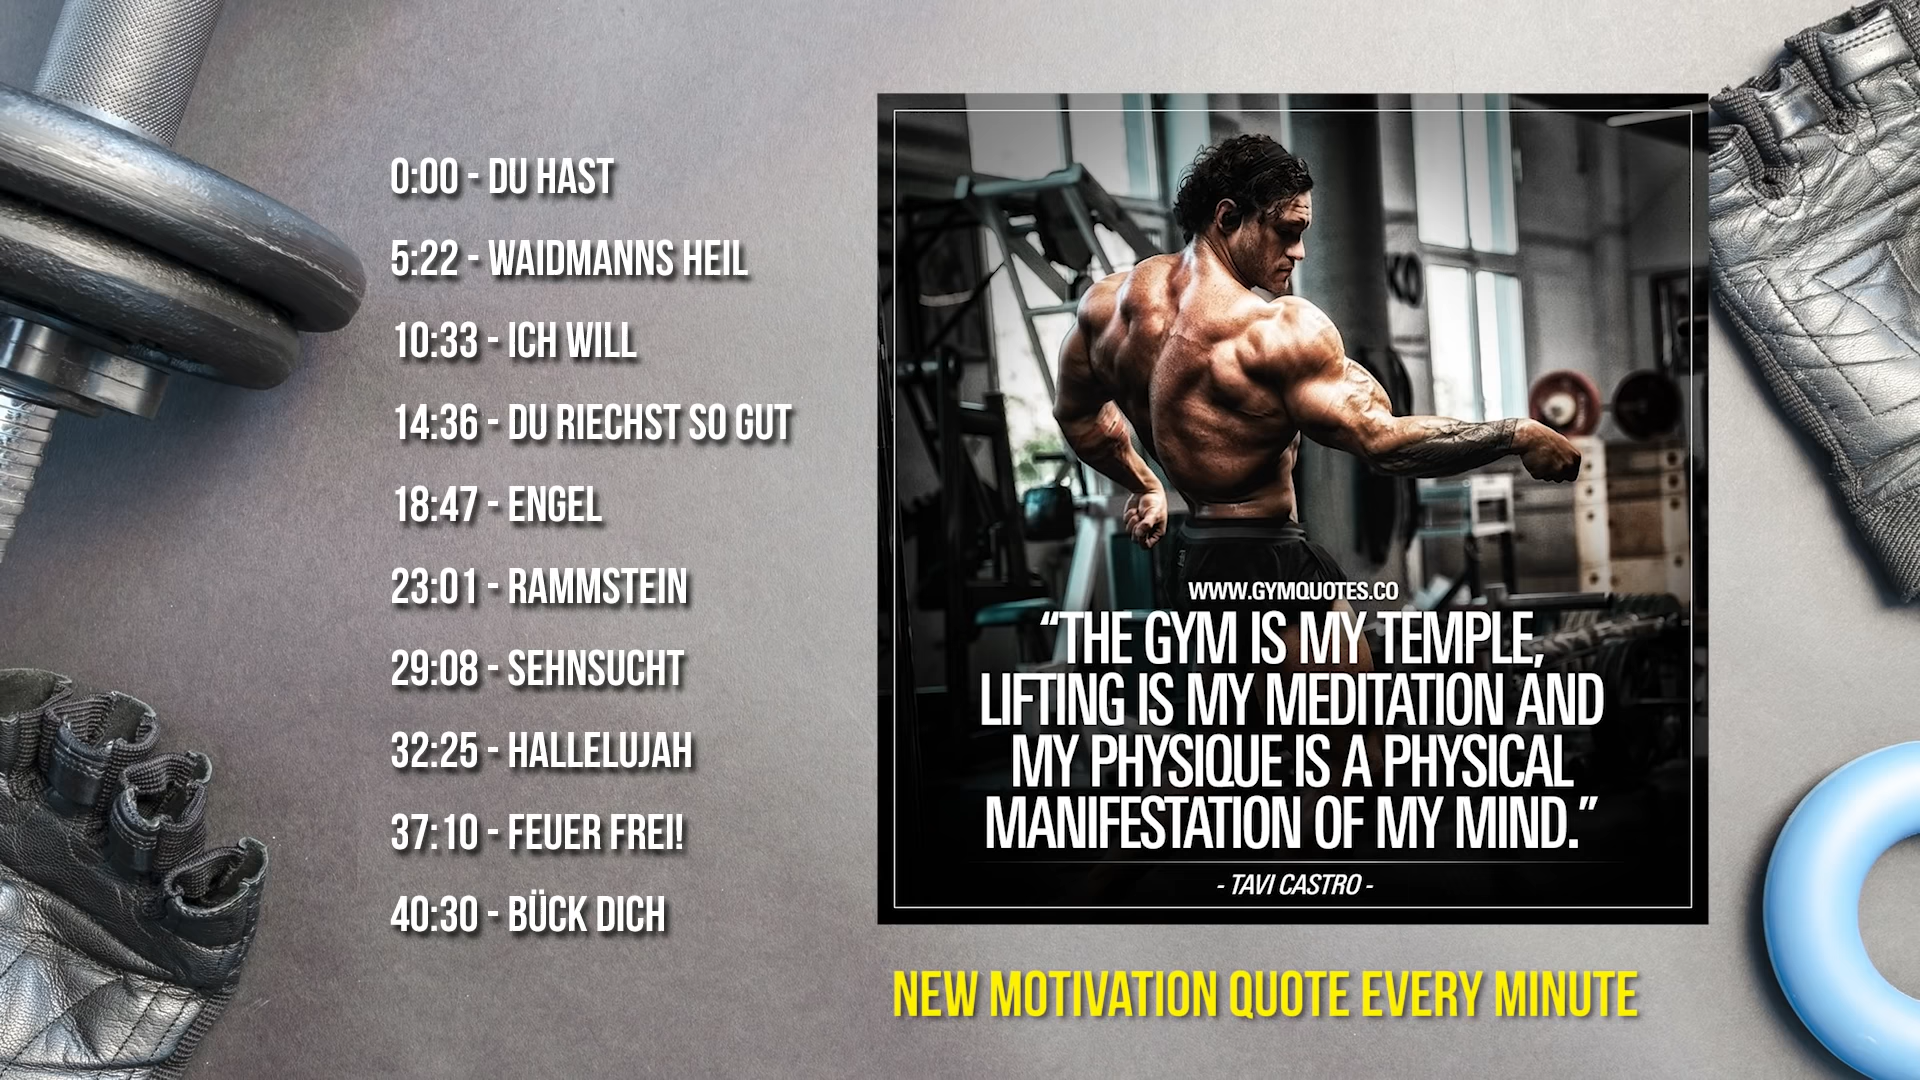 0:00 - DU HAST
5:22 - WAIDMANNS HEIL
10:33 - ICH WILL
14:36 - DU RIECHST SO GUT
18:47 - ENGEL
23:01 - RAMMSTEIN
29:08 - SEHNSUCHT
32:25 - HALLELUJAH
37:10 - FEUER FREI!
40:30 - BÜCK DICH
WWW.GYMQUOTES.CO
“THE GYM IS MY TEMPLE,
LIFTING IS MY MEDITATION AND
MY PHYSIQUE IS A PHYSICAL
MANIFESTATION OF MY MIND.”
- TAVI CASTRO -
NEW MOTIVATION QUOTE EVERY MINUTE